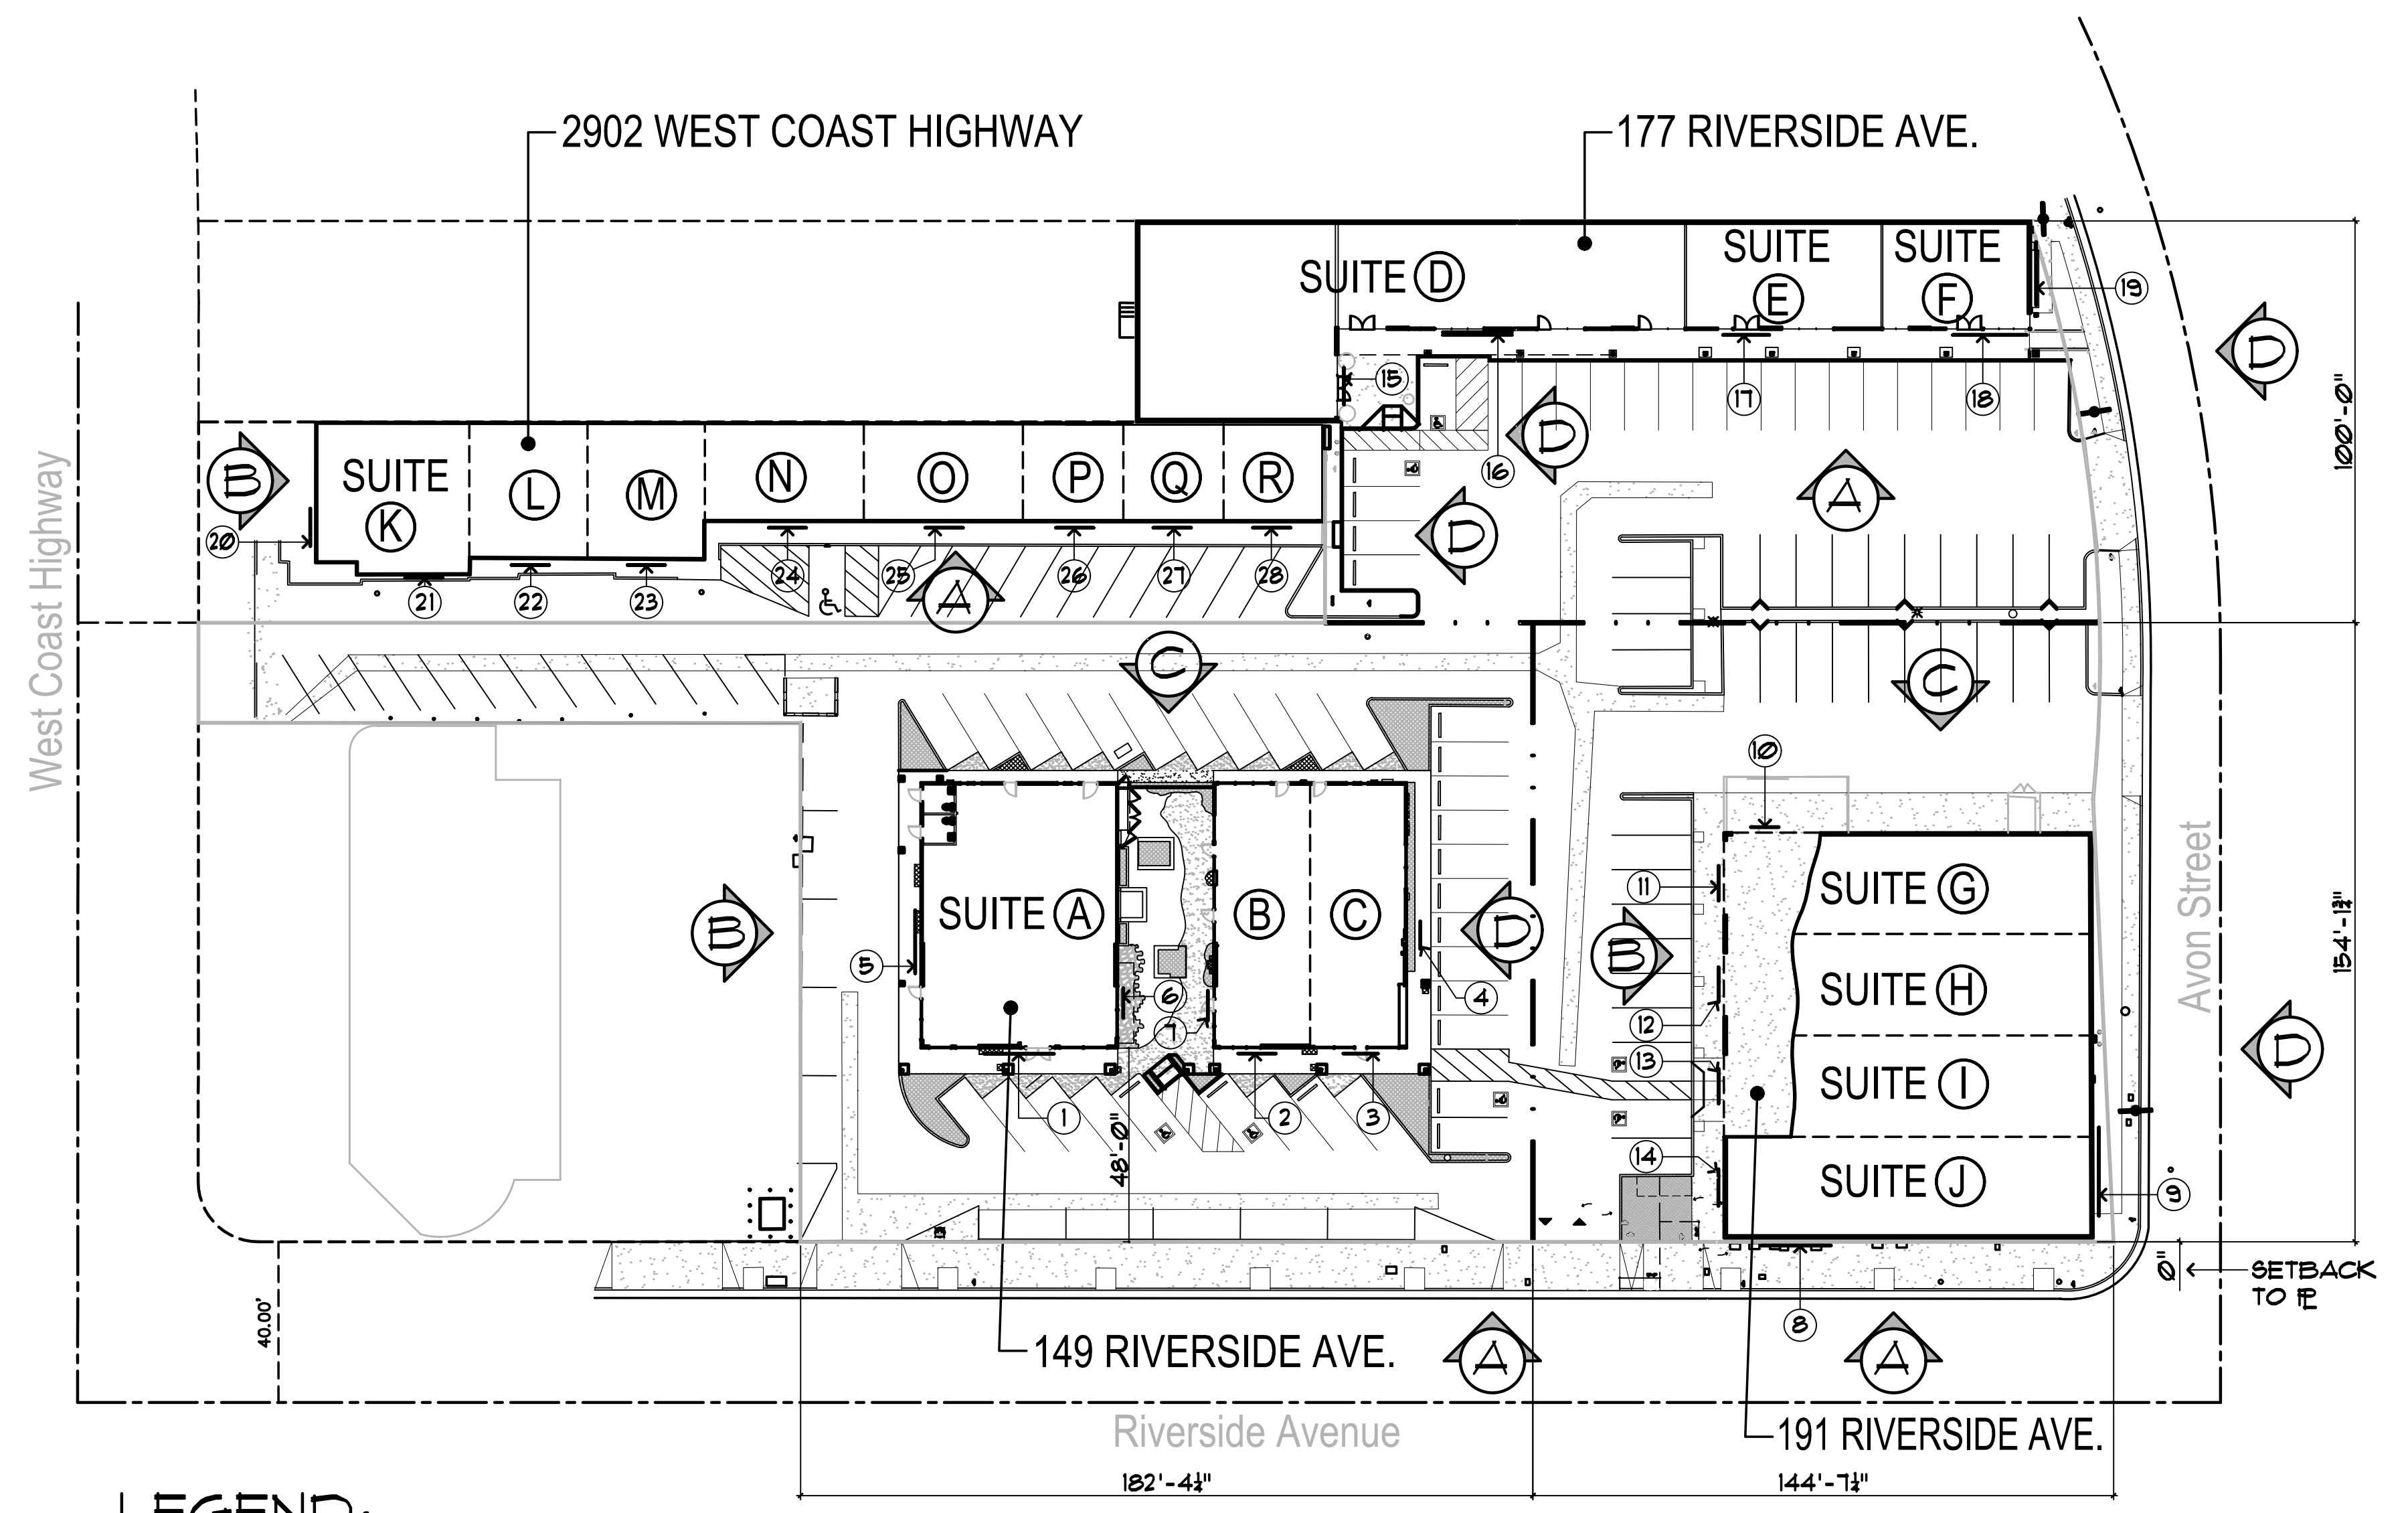 2902 WEST COAST HIGHWAY
177 RIVERSIDE AVE.
SUITE D
SUITE
E
SUITE
F
19
D
15
16
17
18
D
D
A
100'-0"
B
SUITE
K
L
M
N
O
P
Q
R
20
21
22
23
24
25
26
27
28
A
West Coast Highway
C
C
10
B
SUITE A
B
C
D
B
5
6
7
4
11
12
13
14
SUITE G
SUITE H
SUITE I
SUITE J
Avon Street
154'-1¾"
D
9
1
2
3
48'-0"
8
0"
SETBACK
TO PL
40.00'
149 RIVERSIDE AVE.
A
A
Riverside Avenue
191 RIVERSIDE AVE.
182'-4¼"
144'-7¼"
LEGEND: